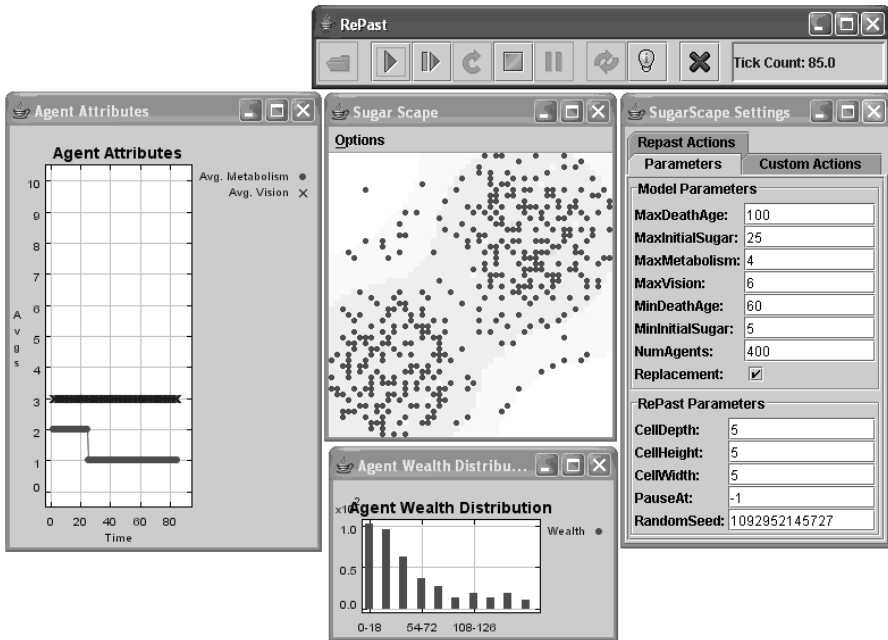 RePast
Tick Count: 85.0
Agent Attributes
Agent Attributes
Avg. Metabolism
Avg. Vision
10
9
8
7
6
5
4
3
2
1
0
A
v
g
s
0 20 40 60 80
Time
Sugar Scape
Options
Agent Wealth Distribu...
Agent Wealth Distribution
x10²
Wealth
1.0
0.5
0.0
0-18 54-72 108-126
SugarScape Settings
Repast Actions
Parameters Custom Actions
Model Parameters
MaxDeathAge: 100
MaxInitialSugar: 25
MaxMetabolism: 4
MaxVision: 6
MinDeathAge: 60
MinInitialSugar: 5
NumAgents: 400
Replacement:
RePast Parameters
CellDepth: 5
CellHeight: 5
CellWidth: 5
PauseAt: -1
RandomSeed: 1092952145727